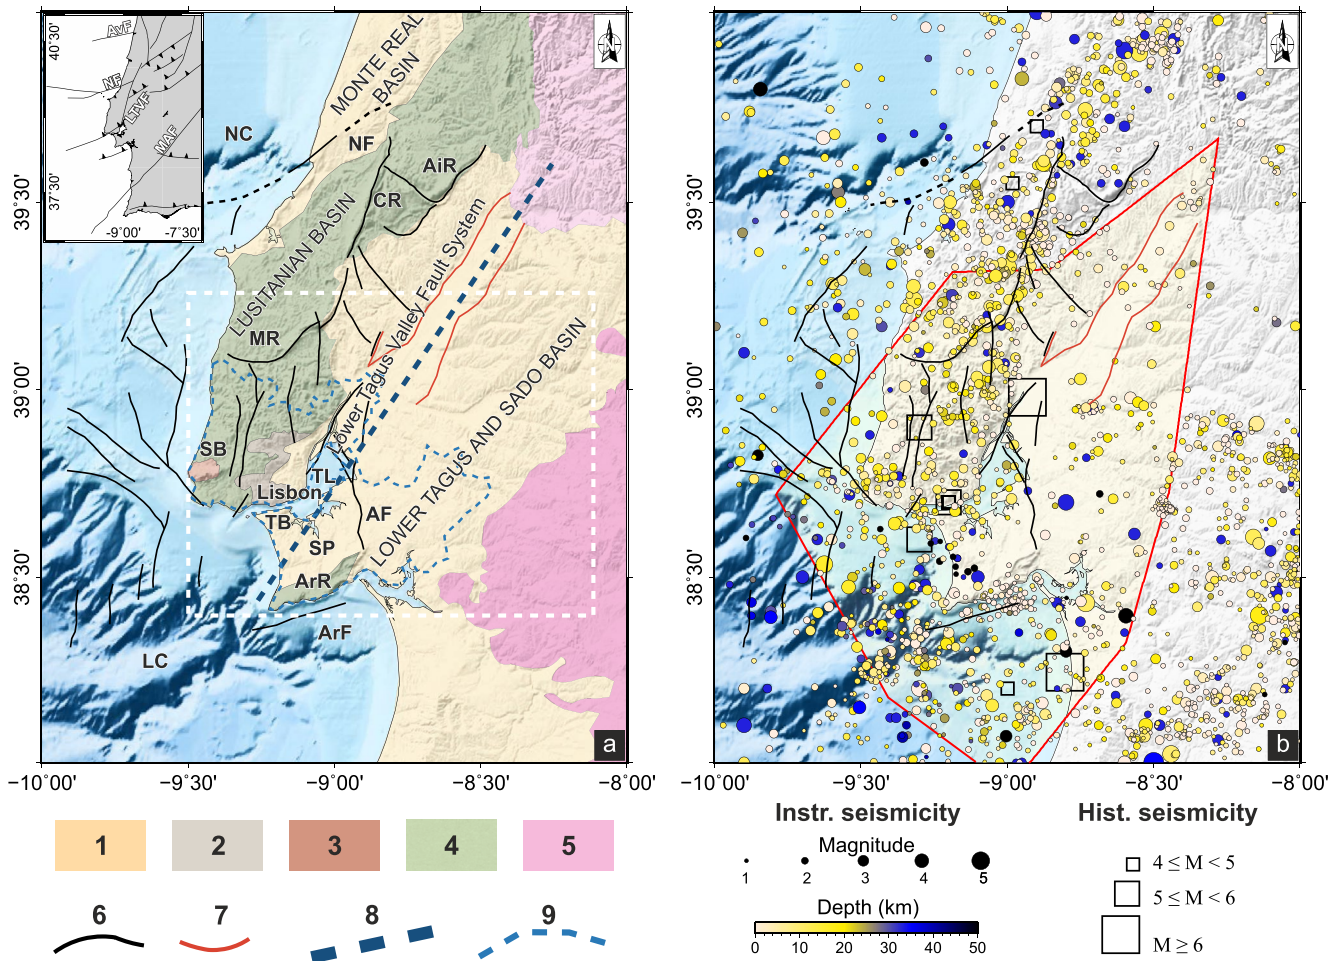 40°30'
37°30'
−9°00'
−7°30'
AvF
NF
LTVF
MAF
MONTE REAL
BASIN
N
NC
NF
AiR
CR
LUSITANIAN BASIN
Lower Tagus Valley Fault System
MR
LOWER TAGUS AND SADO BASIN
SB
TL
Lisbon
TB
AF
SP
ArR
ArF
LC
a
39°30'
39°00'
38°30'
−10°00'
−9°30'
−9°00'
−8°30'
−8°00'
N
b
39°30'
39°00'
38°30'
−10°00'
−9°30'
−9°00'
−8°30'
−8°00'
1
2
3
4
5
6
7
8
9
Instr. seismicity
Magnitude
1 2 3 4 5
Depth (km)
0 10 20 30 40 50
Hist. seismicity
4 ≤ M < 5
5 ≤ M < 6
M ≥ 6